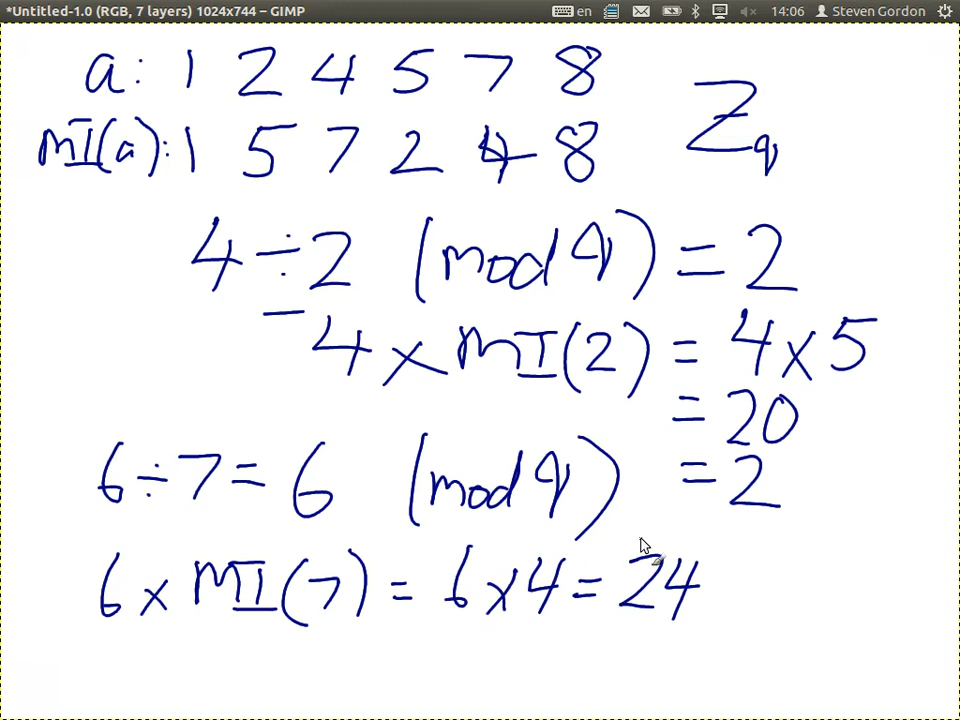 *Untitled-1.0 (RGB, 7 layers) 1024x744 – GIMP en 14:06 Steven Gordon
a: 1 2 4 5 7 8
MI(a): 1 5 7 2 4 8
Z9
4 ÷ 2 (mod 9) = 2
= 4 × MI(2) = 4 × 5
= 20
= 2
6 ÷ 7 = 6 (mod 9)
6 × MI(7) = 6 × 4 = 24